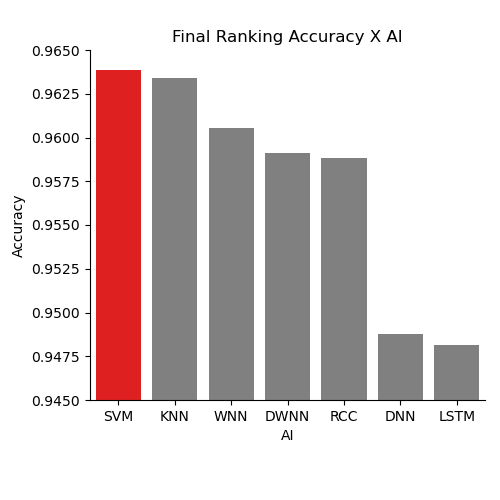 Final Ranking Accuracy X AI
0.9650
0.9625
0.9600
0.9575
0.9550
0.9525
0.9500
0.9475
0.9450
Accuracy
SVM KNN WNN DWNN RCC DNN LSTM
AI